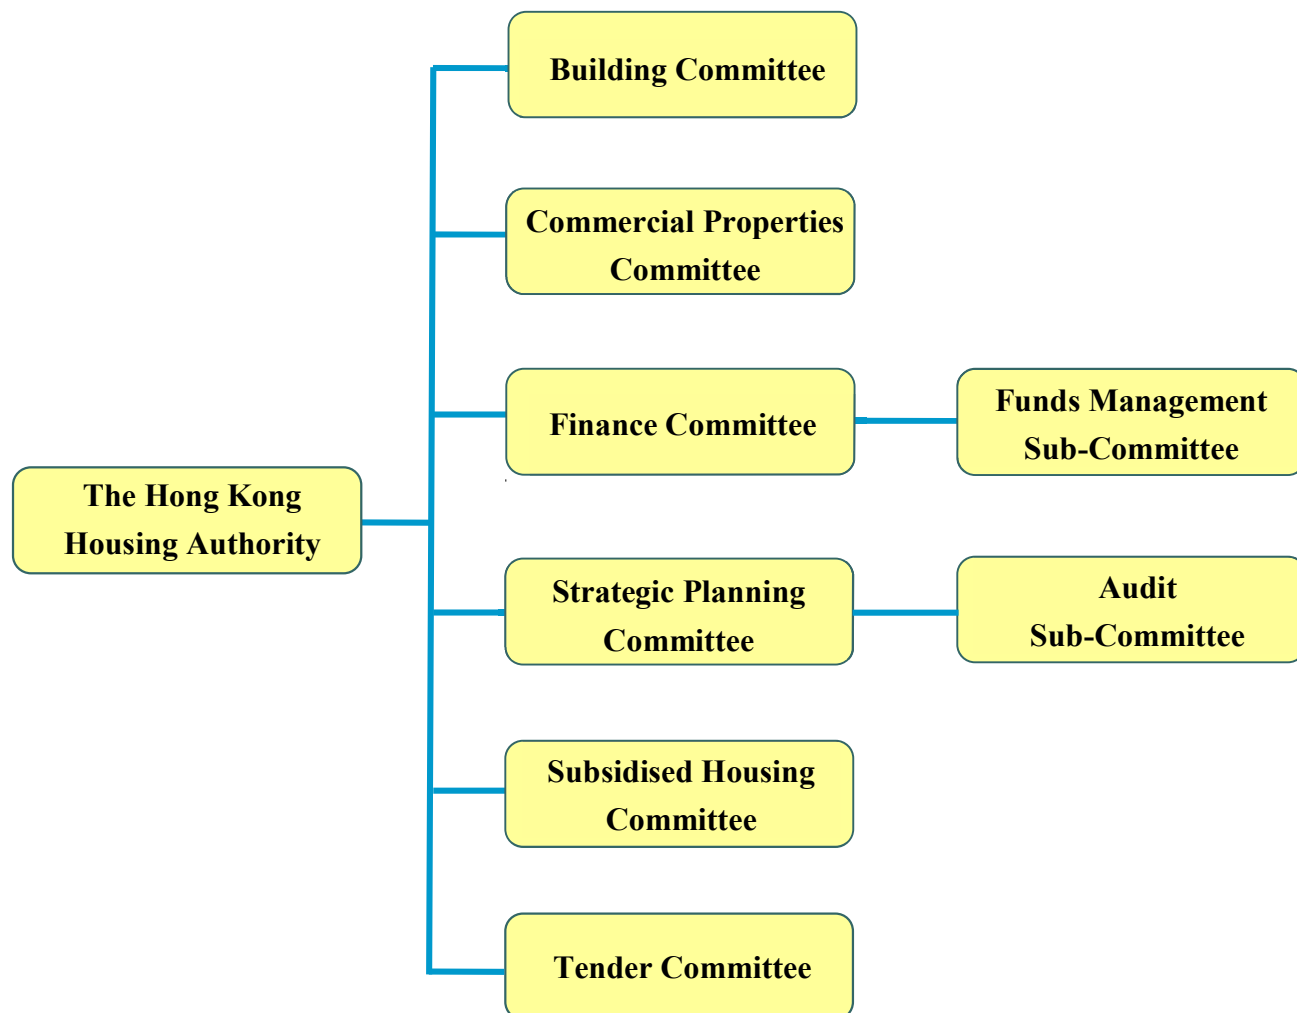 Building Committee
Commercial Properties
Committee
Finance Committee
Funds Management
Sub-Committee
The Hong Kong
Housing Authority
Strategic Planning
Committee
Audit
Sub-Committee
Subsidised Housing
Committee
Tender Committee